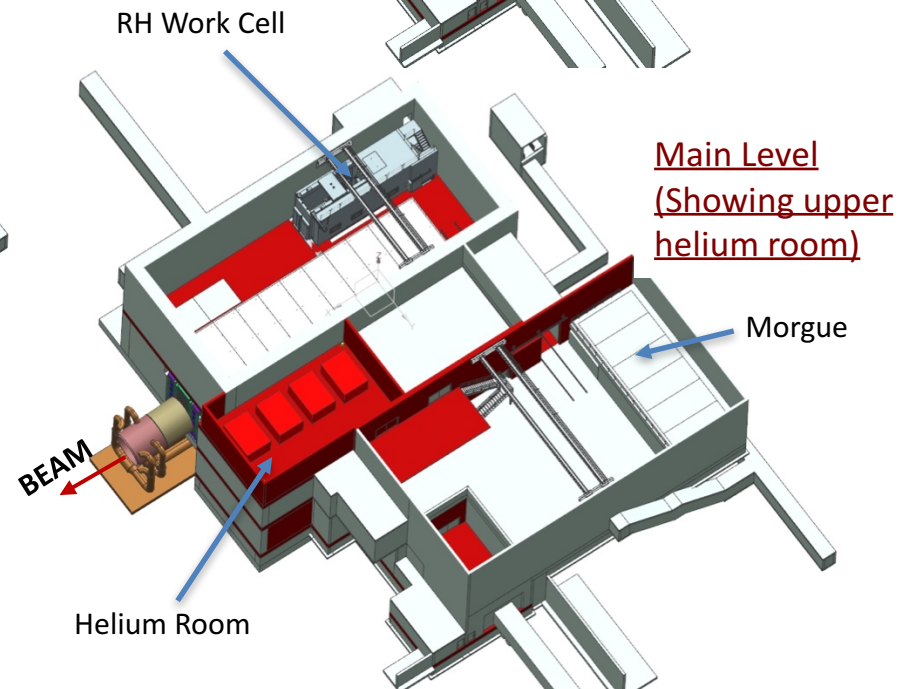 RH Work Cell
Main Level
(Showing upper
helium room)
Morgue
BEAM
Helium Room